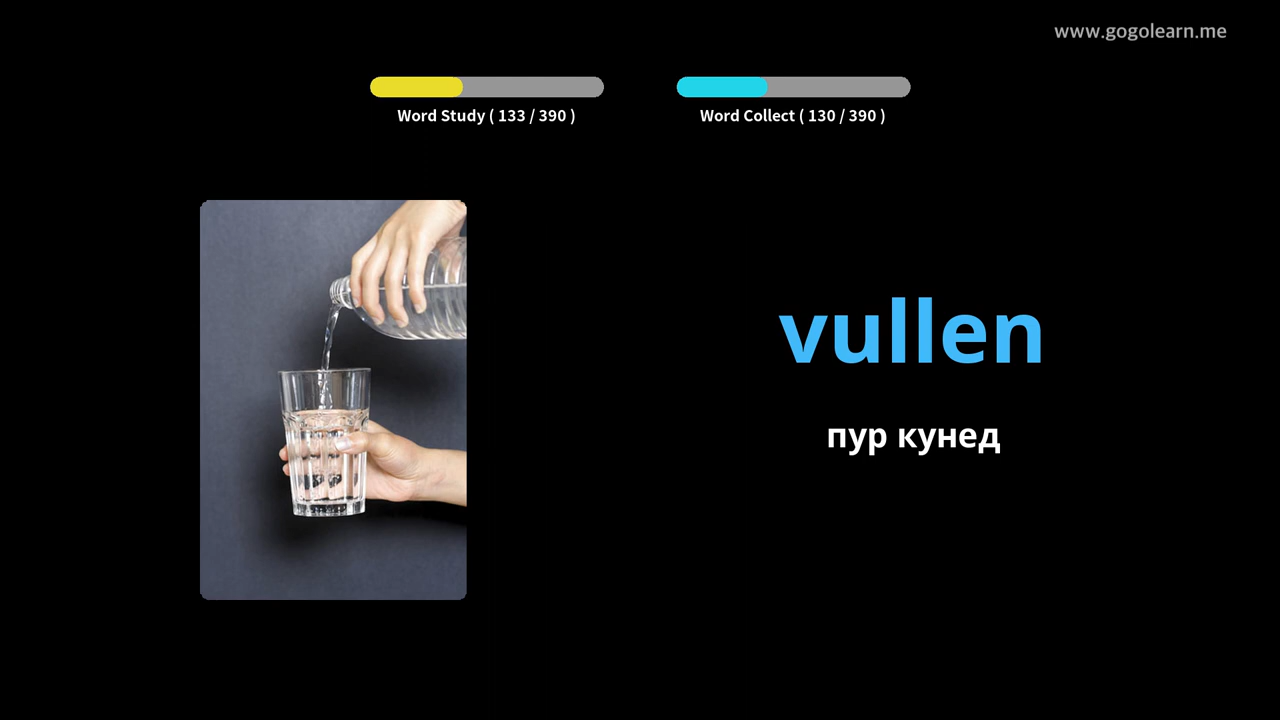 www.gogolearn.me
Word Study ( 133 / 390 )
Word Collect ( 130 / 390 )
vullen
пур кунед